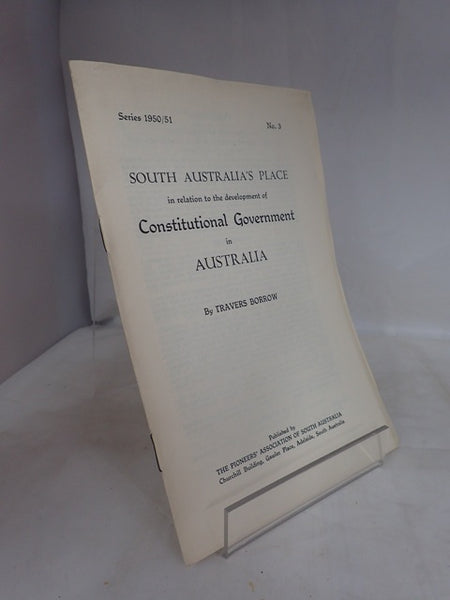 Series 1950/51
No. 3
SOUTH AUSTRALIA'S PLACE
in relation to the development of
Constitutional Government
in
AUSTRALIA
By TRAVERS BORROW
Published by
THE PIONEERS' ASSOCIATION OF SOUTH AUSTRALIA
Churchill Building, Gawler Place, Adelaide, South Australia